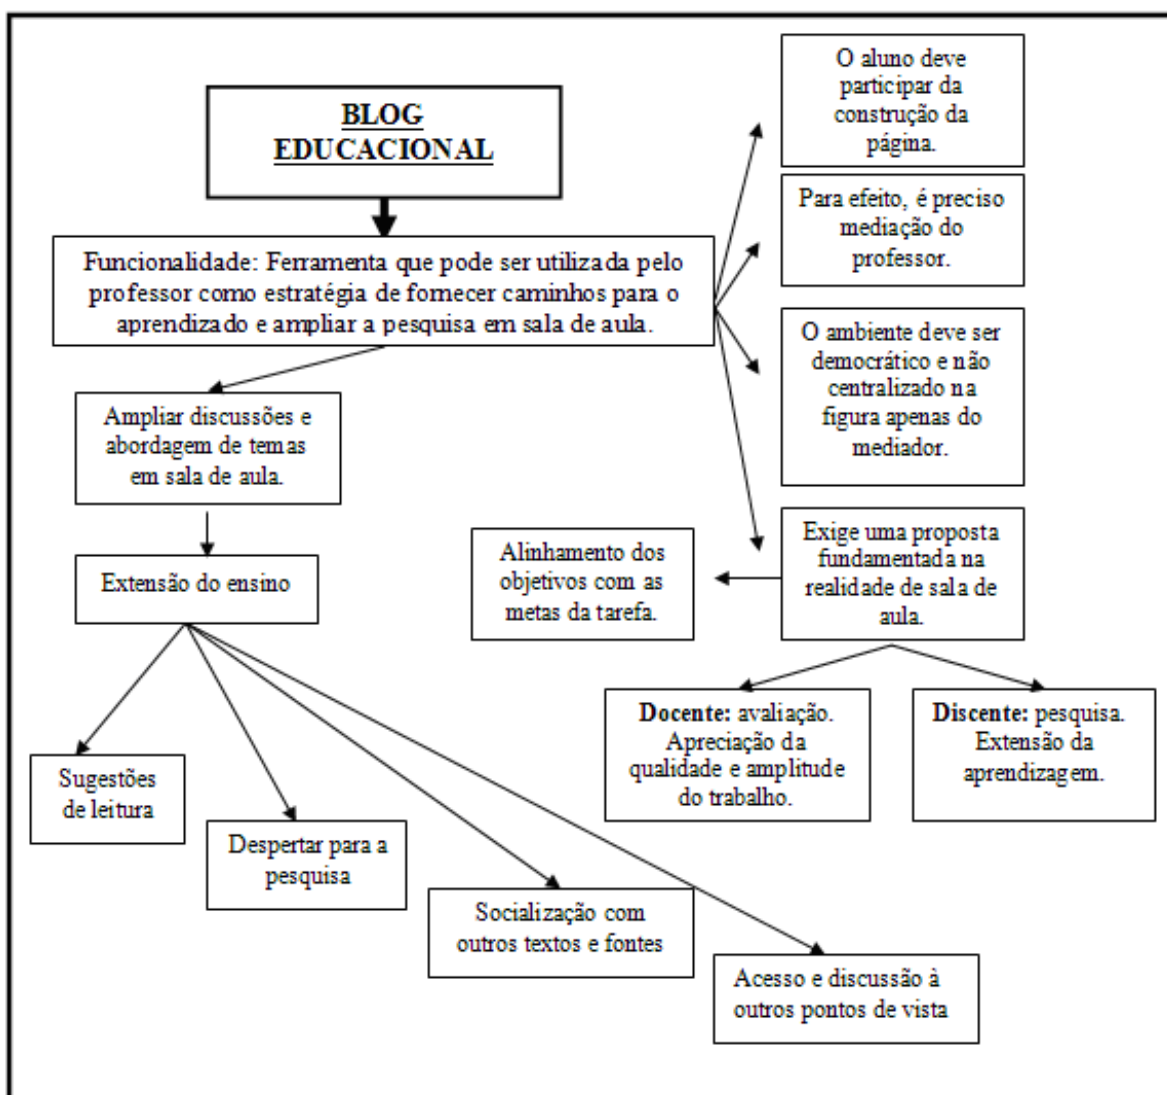 BLOG
EDUCACIONAL
Funcionalidade: Ferramenta que pode ser utilizada pelo
professor como estratégia de fornecer caminhos para o
aprendizado e ampliar a pesquisa em sala de aula.
O aluno deve
participar da
construção da
página.
Para efeito, é preciso
mediação do
professor.
O ambiente deve ser
democrático e não
centralizado na
figura apenas do
mediador.
Exige uma proposta
fundamentada na
realidade de sala de
aula.
Alinhamento dos
objetivos com as
metas da tarefa.
Docente: avaliação.
Apreciação da
qualidade e amplitude
do trabalho.
Discente: pesquisa.
Extensão da
aprendizagem.
Ampliar discussões e
abordagem de temas
em sala de aula.
Extensão do ensino
Sugestões
de leitura
Despertar para a
pesquisa
Socialização com
outros textos e fontes
Acesso e discussão à
outros pontos de vista